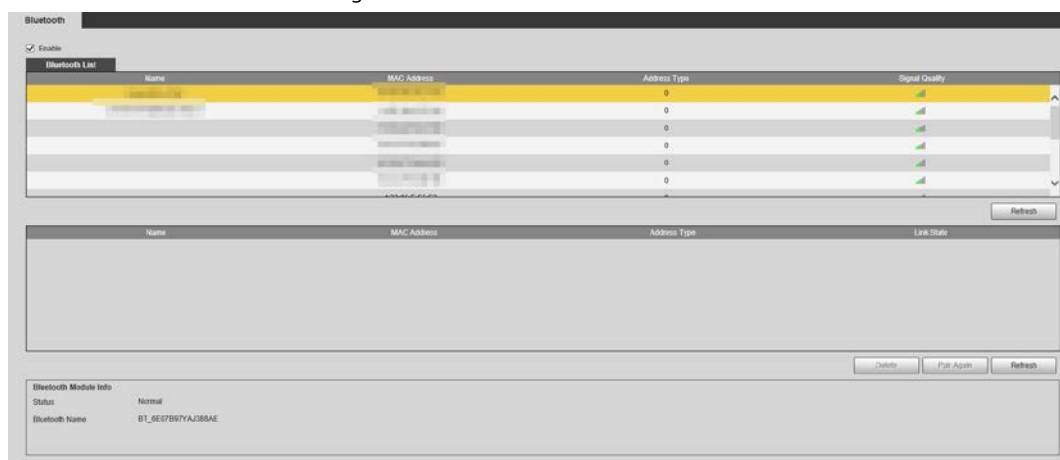 Bluetooth
Enable
Bluetooth List
Name MAC Address Address Type Signal Quality
0
0
0
0
0
0
Refresh
Name MAC Address Address Type Link State
Delete Pair Again Refresh
Bluetooth Module Info
Status Normal
Bluetooth Name BT_6E07B97YAJ388AE